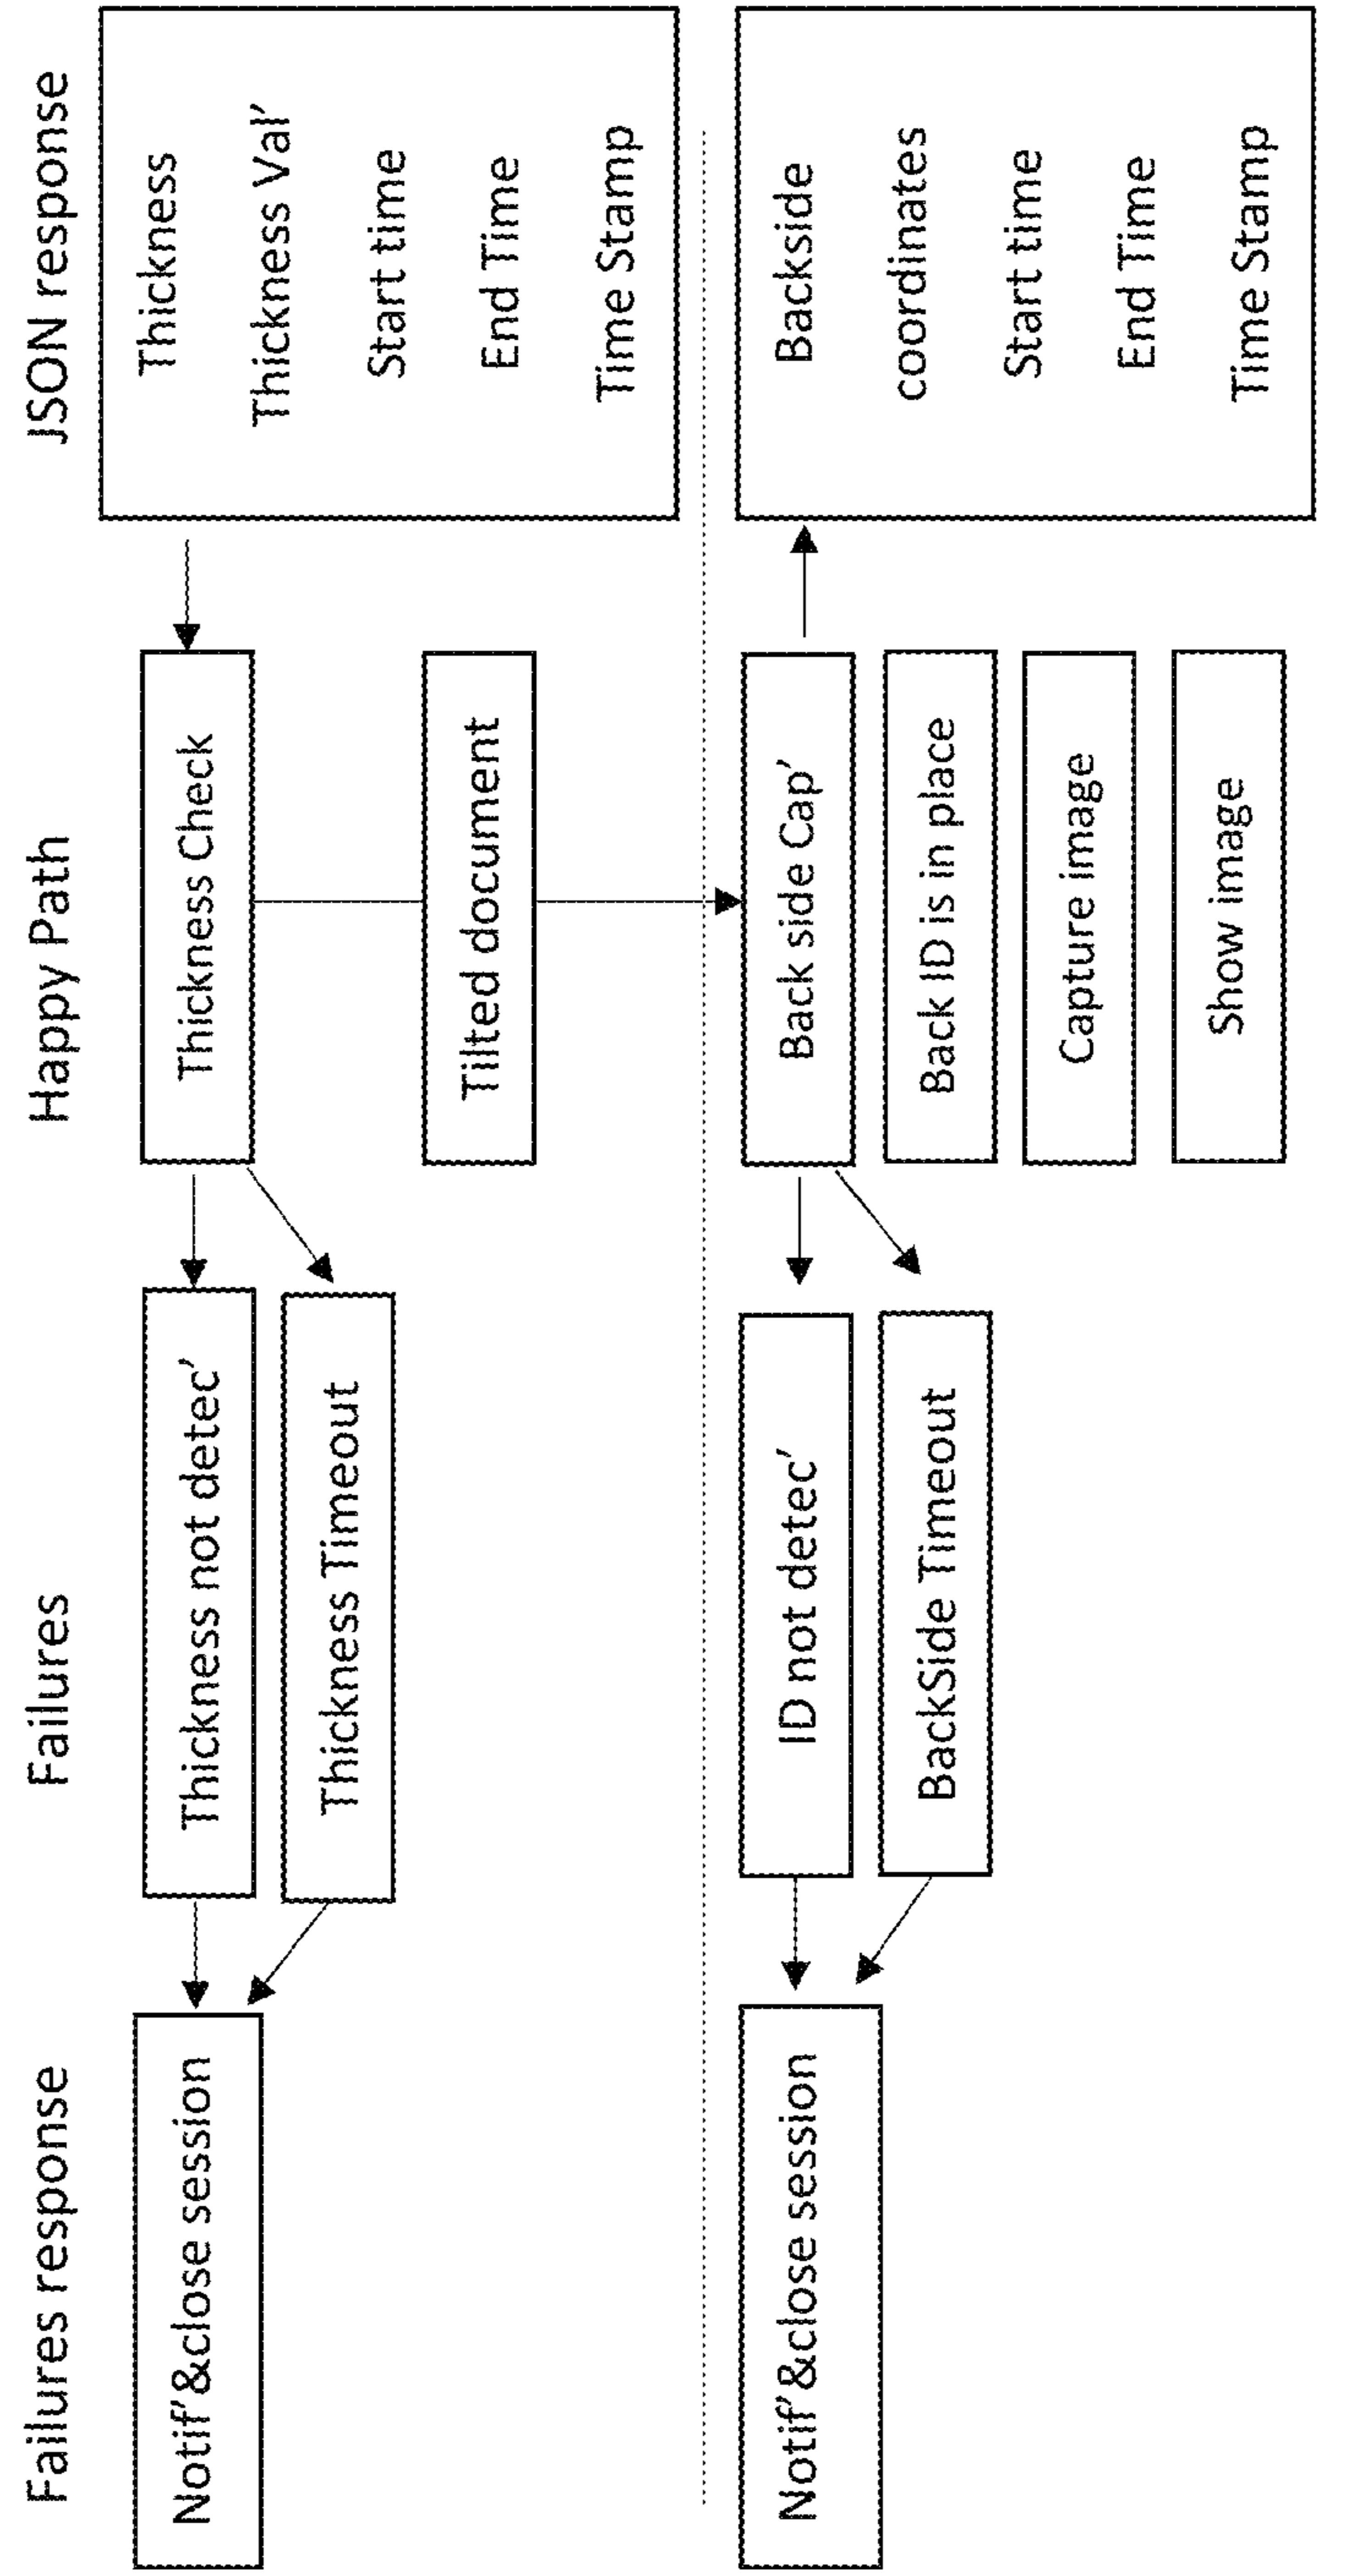 Failures response
Failures
Happy Path
JSON response
Notif'&close session
Thickness not detec'
Thickness Timeout
Thickness Check
Tilted document
Thickness
Thickness Val'
Start time
End Time
Time Stamp
Notif'&close session
ID not detec'
BackSide Timeout
Back side Cap'
Back ID is in place
Capture image
Show image
Backside
coordinates
Start time
End Time
Time Stamp